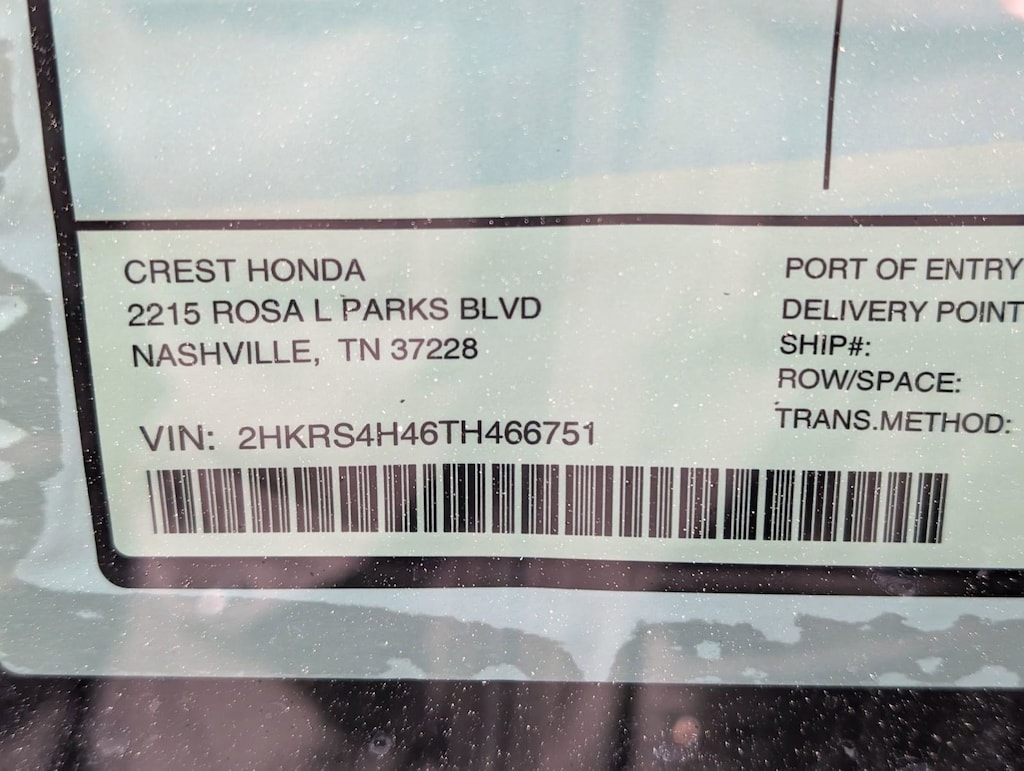 CREST HONDA
2215 ROSA L PARKS BLVD
NASHVILLE, TN 37228
VIN: 2HKRS4H46TH466751
PORT OF ENTRY
DELIVERY POINT
SHIP#:
ROW/SPACE:
TRANS.METHOD: